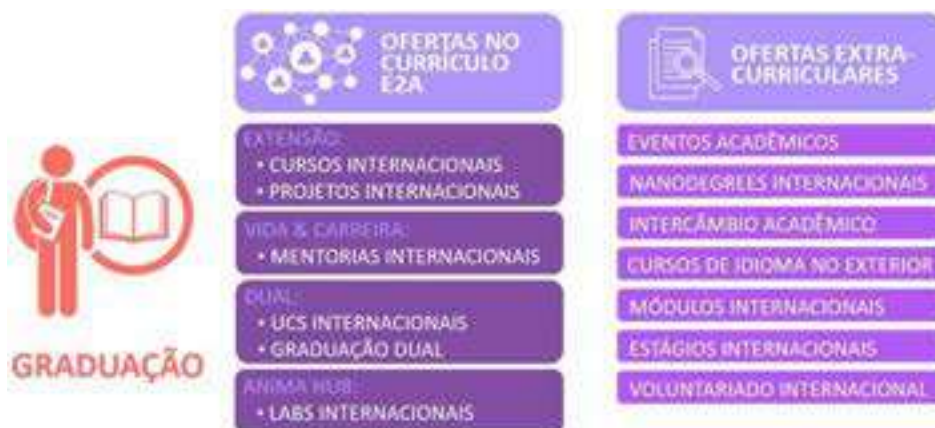 GRADUAÇÃO
OFERTAS NO
CURRÍCULO
E2A
EXTENSÃO:
• CURSOS INTERNACIONAIS
• PROJETOS INTERNACIONAIS
VIDA & CARREIRA:
• MENTORIAS INTERNACIONAIS
DUAL:
• UCS INTERNACIONAIS
• GRADUAÇÃO DUAL
ANIMA HUB:
• LABS INTERNACIONAIS
OFERTAS EXTRA-
CURRICULARES
EVENTOS ACADÊMICOS
NANODEGREES INTERNACIONAIS
INTERCÂMBIO ACADÊMICO
CURSOS DE IDIOMA NO EXTERIOR
MÓDULOS INTERNACIONAIS
ESTÁGIOS INTERNACIONAIS
VOLUNTARIADO INTERNACIONAL